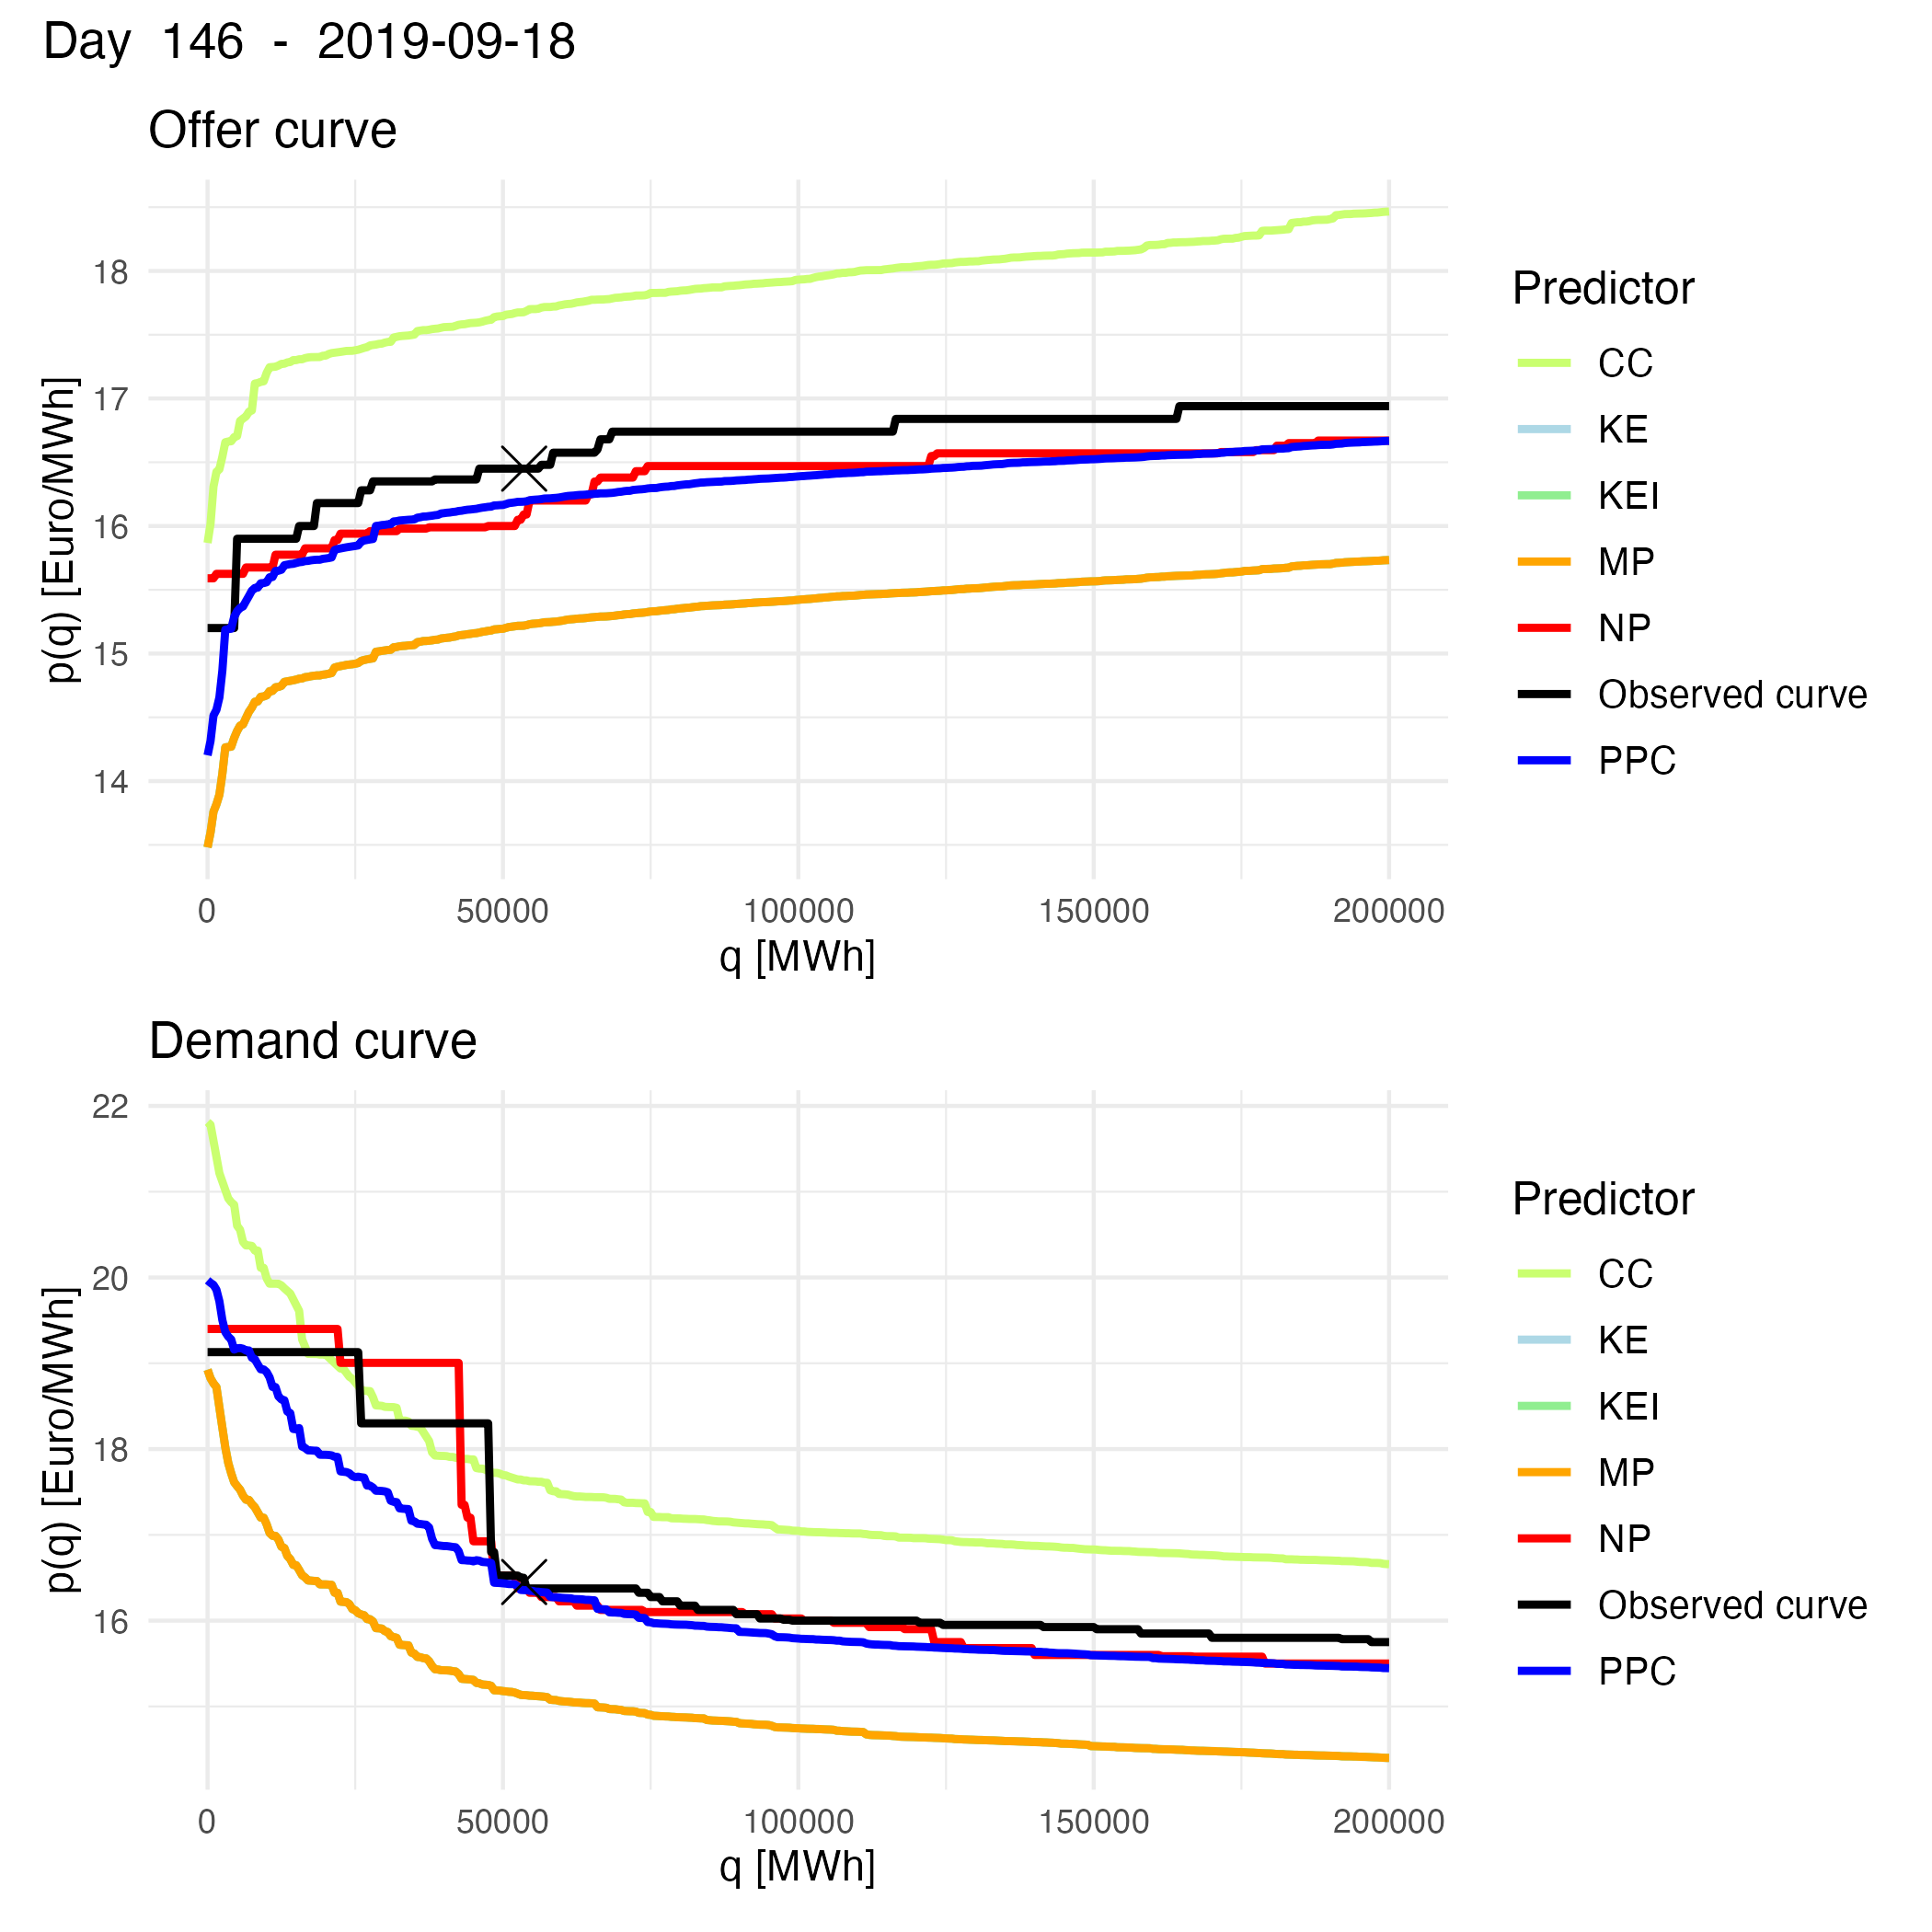 Day 146 - 2019-09-18
Offer curve
p(q) [Euro/MWh]
18
17
16
15
14
0 50000 100000 150000 200000
q [MWh]
Predictor
CC
KE
KEI
MP
NP
Observed curve
PPC
Demand curve
p(q) [Euro/MWh]
22
20
18
16
0 50000 100000 150000 200000
q [MWh]
Predictor
CC
KE
KEI
MP
NP
Observed curve
PPC